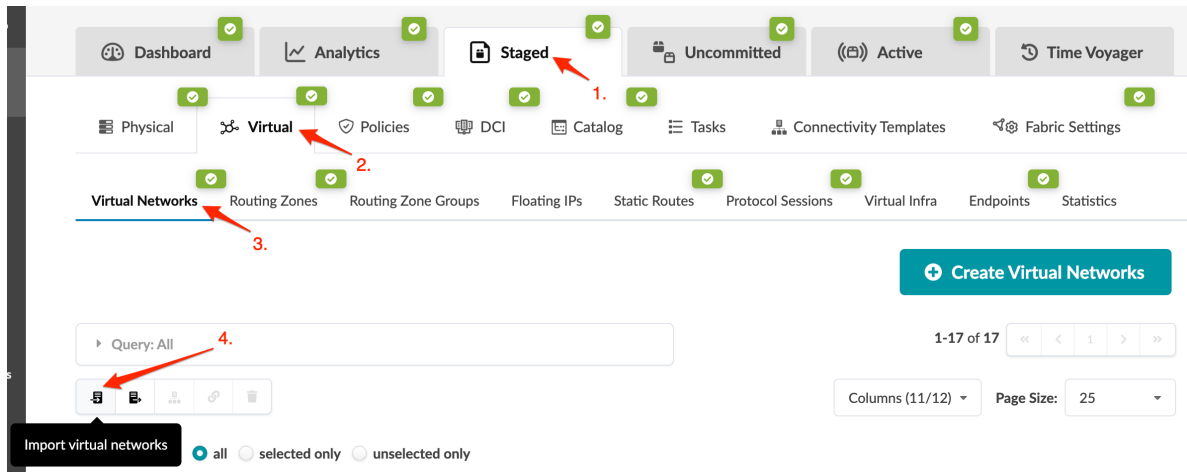 Dashboard Analytics Staged Uncommitted Active Time Voyager
1.
Physical Virtual Policies DCI Catalog Tasks Connectivity Templates Fabric Settings
2.
Virtual Networks Routing Zones Routing Zone Groups Floating IPs Static Routes Protocol Sessions Virtual Infra Endpoints Statistics
3.
Create Virtual Networks
Query: All
4.
1-17 of 17
1
s
Columns (11/12)
Page Size: 25
Import virtual networks
all selected only unselected only